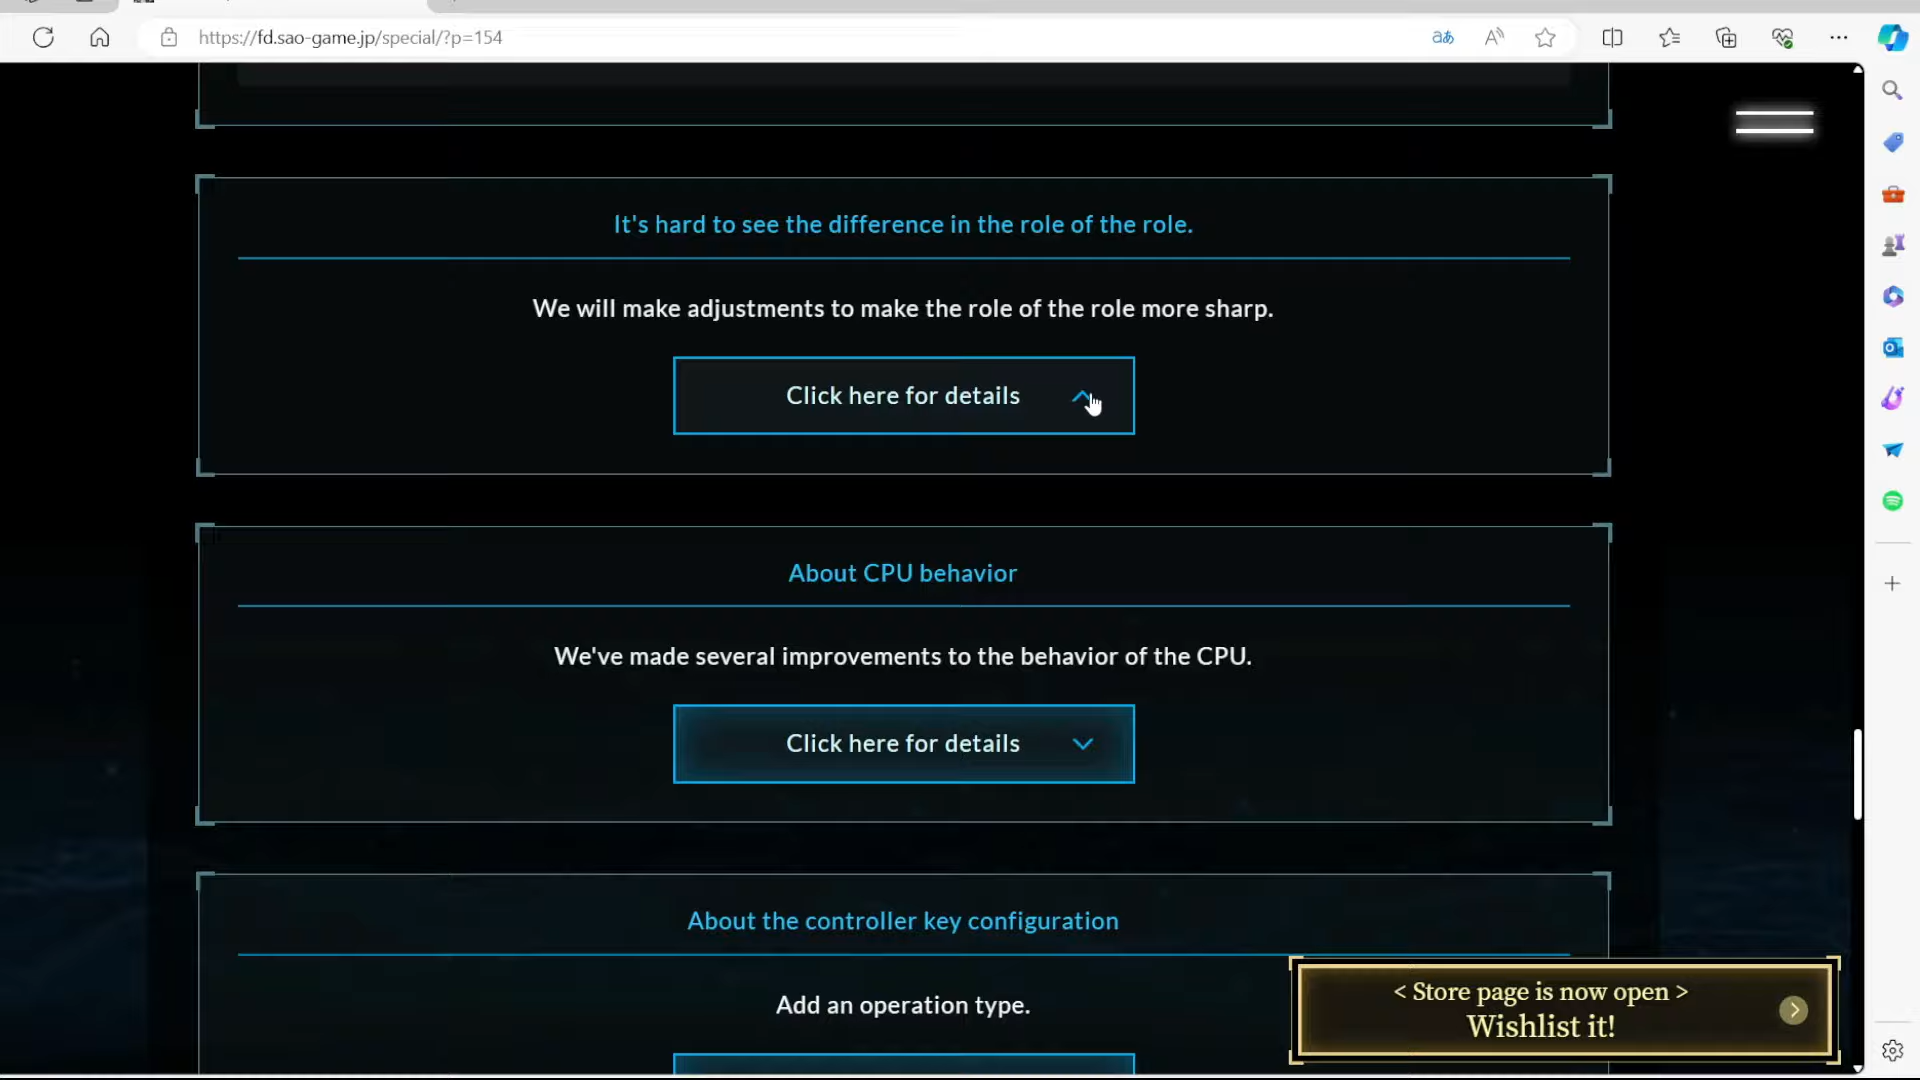 https://fd.sao-game.jp/special/?p=154
It's hard to see the difference in the role of the role.
We will make adjustments to make the role of the role more sharp.
Click here for details
About CPU behavior
We've made several improvements to the behavior of the CPU.
Click here for details
About the controller key configuration
Add an operation type.
< Store page is now open >
Wishlist it!